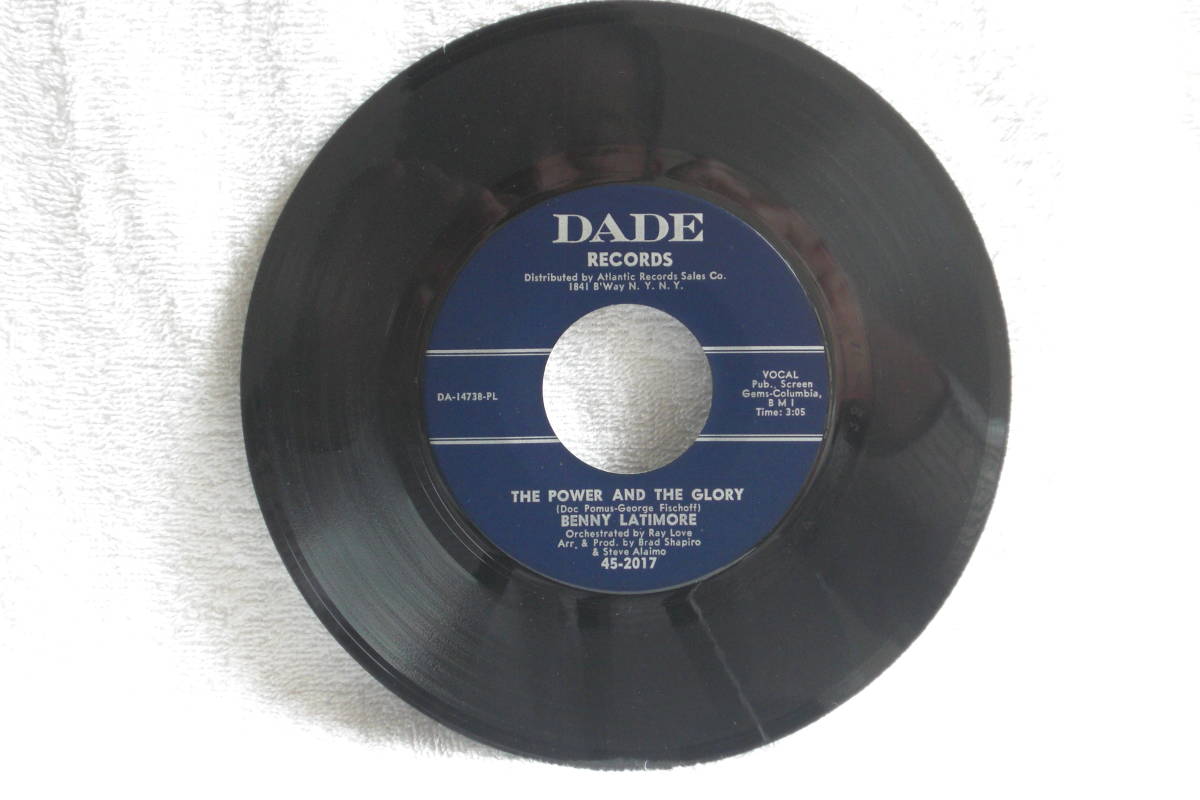 DADE
RECORDS
Distributed by Atlantic Records Sales Co.
1841 B'Way N. Y. N. Y.
DA-14738-PL
VOCAL
Pub., Screen
Gems-Columbia,
B M I
Time: 3:05
THE POWER AND THE GLORY
(Doc Pomus-George Fischoff)
BENNY LATIMORE
Orchestrated by Ray Love
Arr. & Prod. by Brad Shapiro
& Steve Alaimo
45-2017